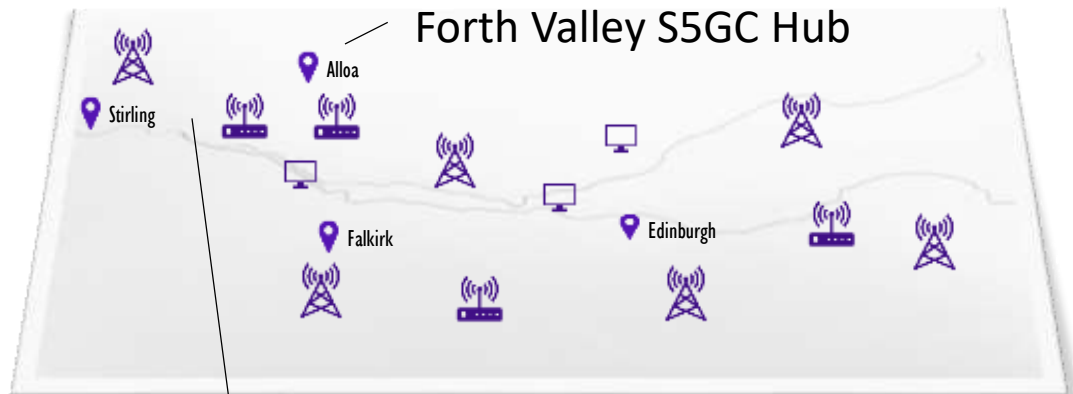 Forth Valley S5GC Hub
Alloa
Stirling
Falkirk
Edinburgh